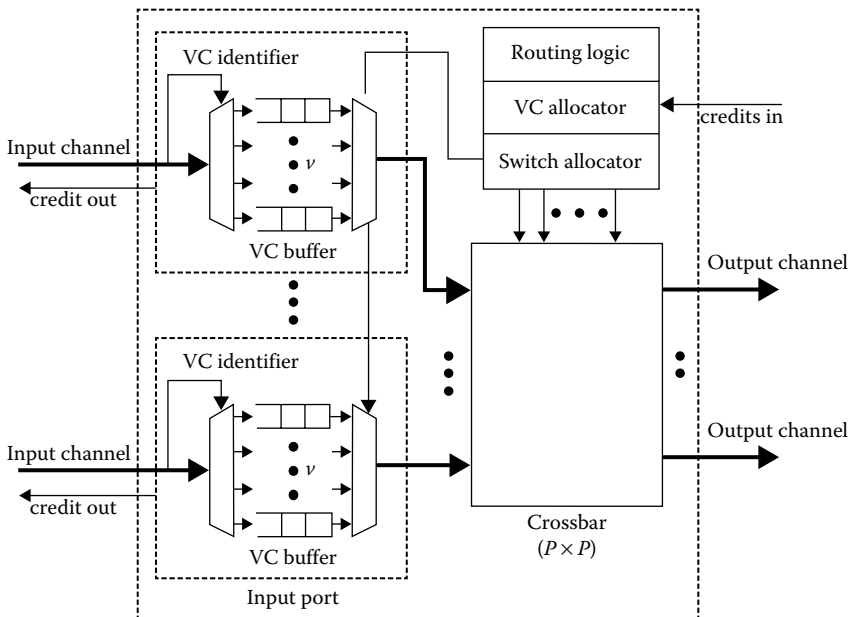 VC identifier
Routing logic
VC allocator
credits in
Input channel
ν
Switch allocator
credit out
VC buffer
Output channel
VC identifier
Input channel
ν
Output channel
credit out
VC buffer
Crossbar
(P × P)
Input port